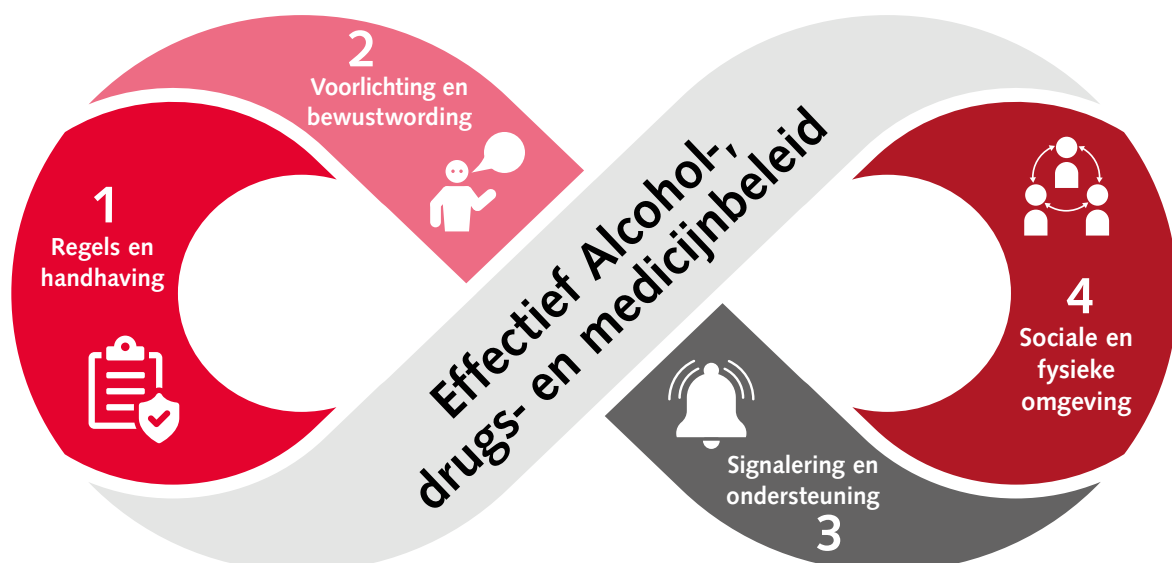 1
Regels en
handhaving
2
Voorlichting en
bewustwording
Effectief Alcohol-,
drugs- en medicijnbeleid
Signalering en
ondersteuning
3
4
Sociale en
fysieke
omgeving